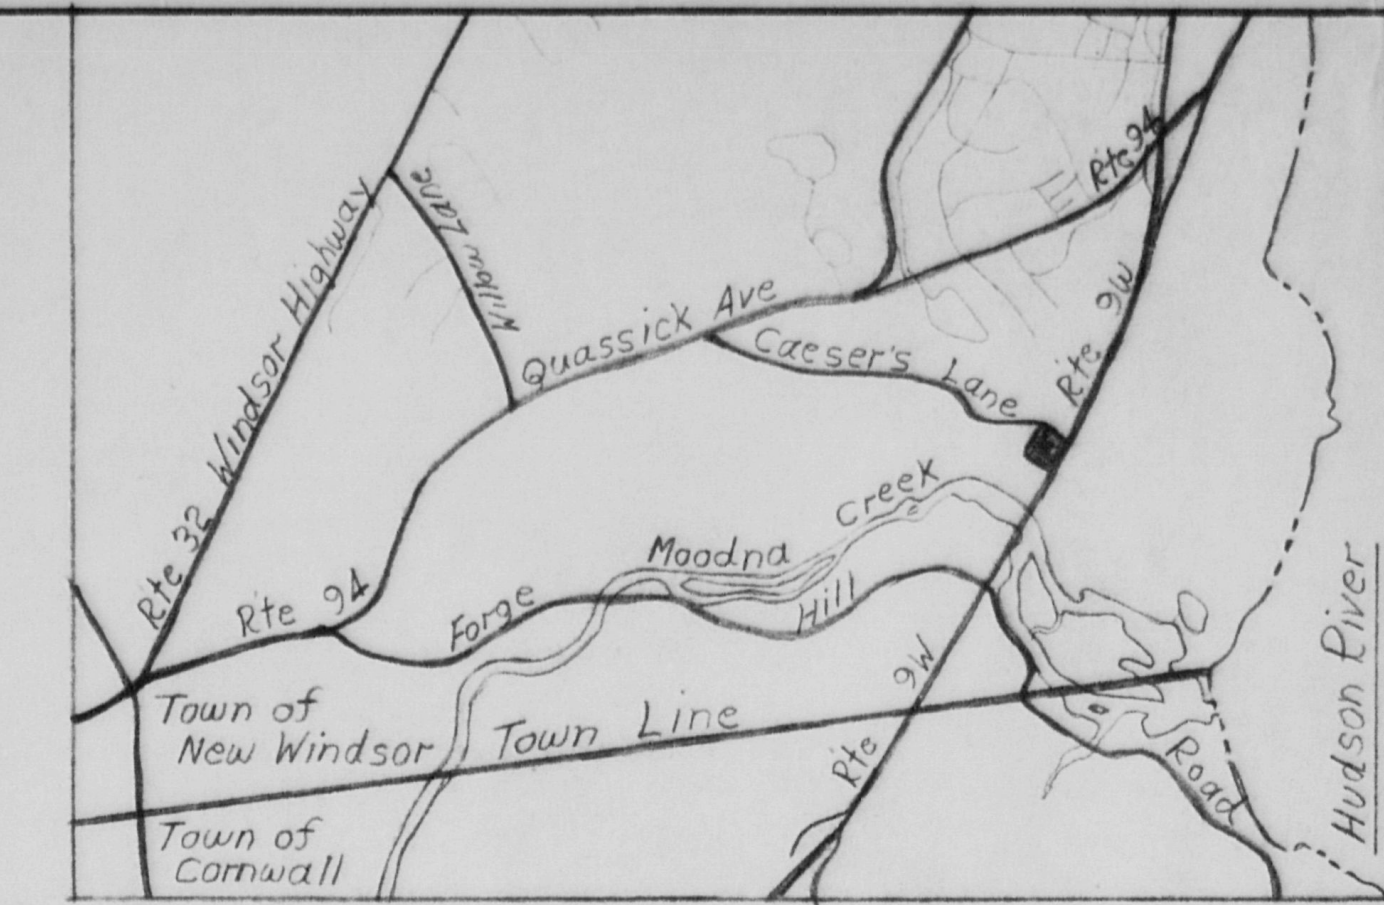 Rte 94
Willow Lane
Rte 32 Windsor Highway
Quassick Ave
Caeser's Lane
Rte 9W
Moodna Creek
Rte 94
Forge Hill Road
Rte 9W
Town Line
Town of
New Windsor
Town of
Cornwall
Hudson River